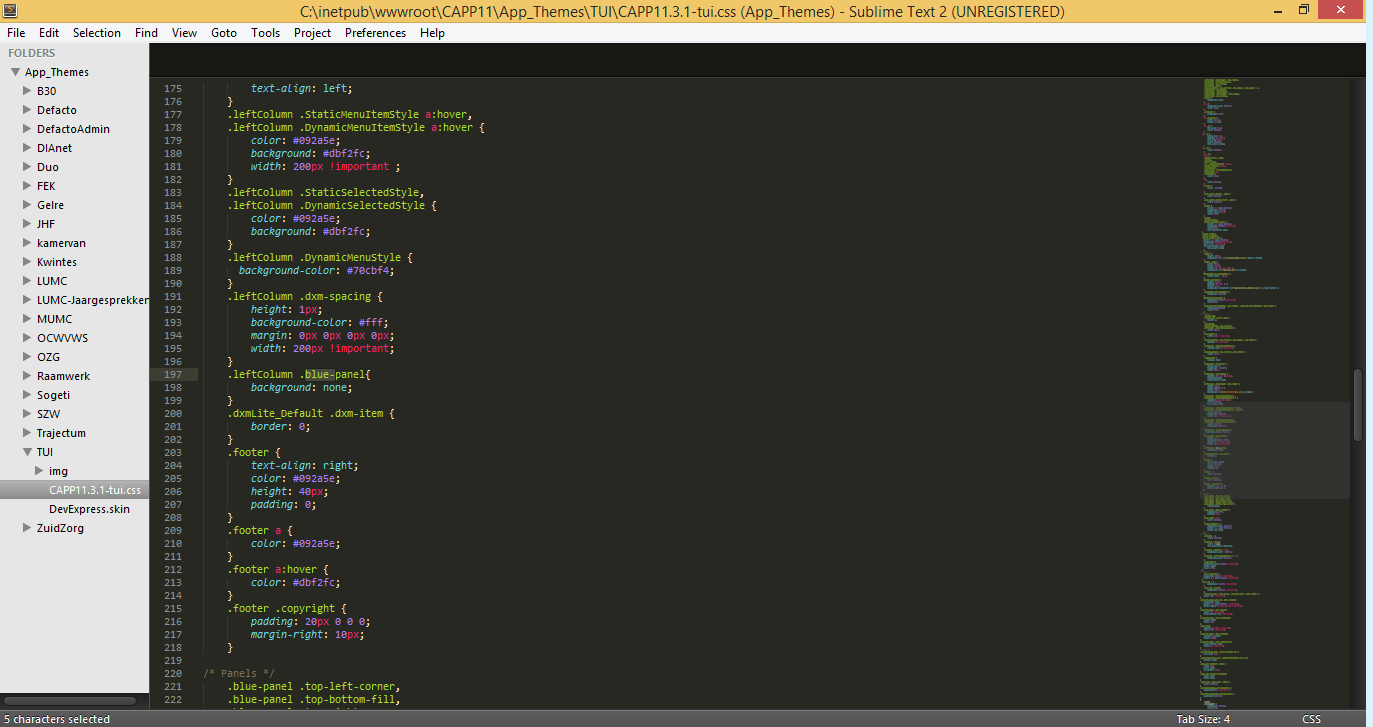 C:\inetpub\wwwroot\CAPP11\App_Themes\TUI\CAPP11.3.1-tui.css (App_Themes) - Sublime Text 2 (UNREGISTERED)
File Edit Selection Find View Goto Tools Project Preferences Help
FOLDERS
App_Themes
B30
Defacto
DefactoAdmin
DIAnet
Duo
FEK
Gelre
JHF
kamervan
Kwintes
LUMC
LUMC-Jaargesprekken
MUMC
OCWVWS
OZG
Raamwerk
Sogeti
SZW
Trajectum
TUI
img
CAPP11.3.1-tui.css
DevExpress.skin
ZuidZorg
175 text-align: left;
176 }
177 .leftColumn .StaticMenuItemStyle a:hover,
178 .leftColumn .DynamicMenuItemStyle a:hover {
179 color: #092a5e;
180 background: #dbf2fc;
181 width: 200px !important ;
182 }
183 .leftColumn .StaticSelectedStyle,
184 .leftColumn .DynamicSelectedStyle {
185 color: #092a5e;
186 background: #dbf2fc;
187 }
188 .leftColumn .DynamicMenuStyle {
189 background-color: #70cbf4;
190 }
191 .leftColumn .dxm-spacing {
192 height: 1px;
193 background-color: #fff;
194 margin: 0px 0px 0px 0px;
195 width: 200px !important;
196 }
197 .leftColumn .blue-panel{
198 background: none;
199 }
200 .dxmLite_Default .dxm-item {
201 border: 0;
202 }
203 .footer {
204 text-align: right;
205 color: #092a5e;
206 height: 40px;
207 padding: 0;
208 }
209 .footer a {
210 color: #092a5e;
211 }
212 .footer a:hover {
213 color: #dbf2fc;
214 }
215 .footer .copyright {
216 padding: 20px 0 0 0;
217 margin-right: 10px;
218 }
219
220 /* Panels */
221 .blue-panel .top-left-corner,
222 .blue-panel .top-bottom-fill,
5 characters selected
Tab Size: 4
CSS